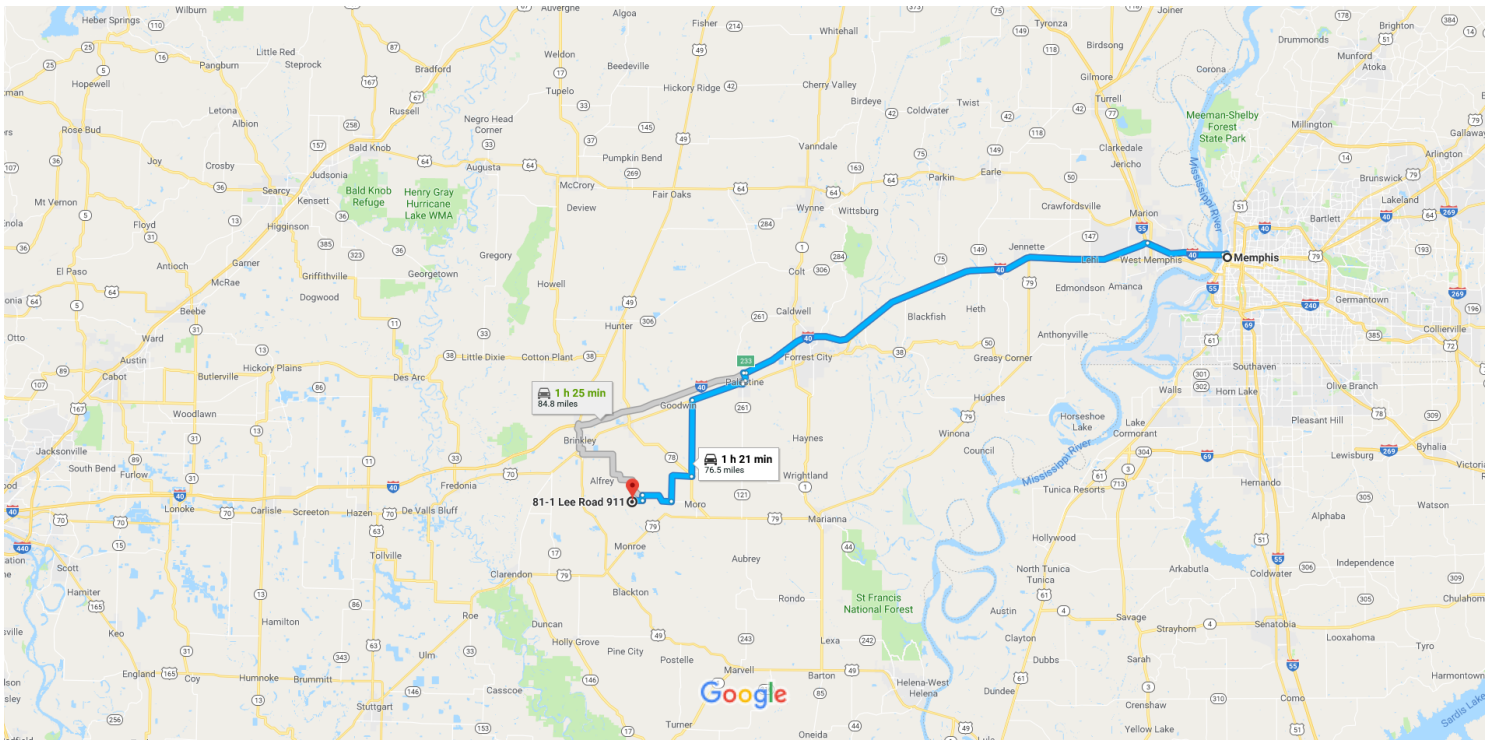 Heber Springs
Wilburn
Auvergne
Algoa
Fisher
Whitehall
Tyronza
Joiner
Brighton
Drummonds
Munford
Atoka
Birdsong
Little Red
Steprock
Pangburn
Bradford
Weldon
Beedeville
Tupelo
Hickory Ridge
Cherry Valley
Birdeye
Coldwater
Twist
Gilmore
Turrell
Corona
Hopewell
Letona
Albion
Russell
Rose Bud
Negro Head
Corner
Vanndale
Clarkedale
Jericho
Meeman-Shelby
Forest
State Park
Millington
Gallaway
Arlington
Joy
Crosby
Bald Knob
Judsonia
Augusta
Pumpkin Bend
McCrory
Fair Oaks
Parkin
Earle
Brunswick
Lakeland
Searcy
Kensett
Bald Knob
Refuge
Henry Gray
Hurricane
Lake WMA
Deview
Wynne
Wittsburg
Crawfordsville
Marion
Bartlett
Mt Vernon
Floyd
Higginson
Mississippi River
El Paso
Antioch
Garner
McRae
Griffithville
Georgetown
Gregory
Howell
Colt
Jennette
Lehi
West Memphis
Memphis
Dogwood
Edmondson
Amanca
Germantown
Beebe
Hunter
Caldwell
Blackfish
Heth
Anthonyville
Collierville
Otto
Ward
Austin
Cabot
Butlerville
Hickory Plains
Des Arc
Little Dixie
Cotton Plant
Forrest City
Greasy Corner
Southaven
Walls
Horn Lake
Olive Branch
233
Palestine
1 h 25 min
84.8 miles
Goodwin
Hughes
Horseshoe
Lake
Lake
Cormorant
Pleasant Hill
Woodlawn
Brinkley
Haynes
Winona
Council
Byhalia
Jacksonville
South Bend
Furlow
1 h 21 min
76.5 miles
Wrightland
Mississippi River
Lewisburg
Victoria
Lonoke
Carlisle
Screeton
Hazen
De Valls Bluff
Fredonia
Alfrey
81-1 Lee Road 911
Moro
Marianna
Tunica Resorts
Alphaba
Watson
Scott
Tollville
Monroe
Aubrey
Hollywood
Independence
Hamiter
Clarendon
Blackton
Rondo
St Francis
National Forest
North Tunica
Tunica
Arkabutla
Coldwater
Chulahoma
Keo
Hamilton
Roe
Duncan
Holly Grove
Pine City
Postelle
Lexa
Austin
Savage
Strayhorn
Senatobia
Looxahoma
England
Coy
Humnoke
Brummitt
Ulm
Casscoe
Marvell
Barton
Clayton
Dubbs
Sarah
Tyro
Harmontown
Stuttgart
Google
Helena-West
Helena
Dundee
Crenshaw
Como
Sardis Lake
Turner
Oneida
Lula
Yellow Lake